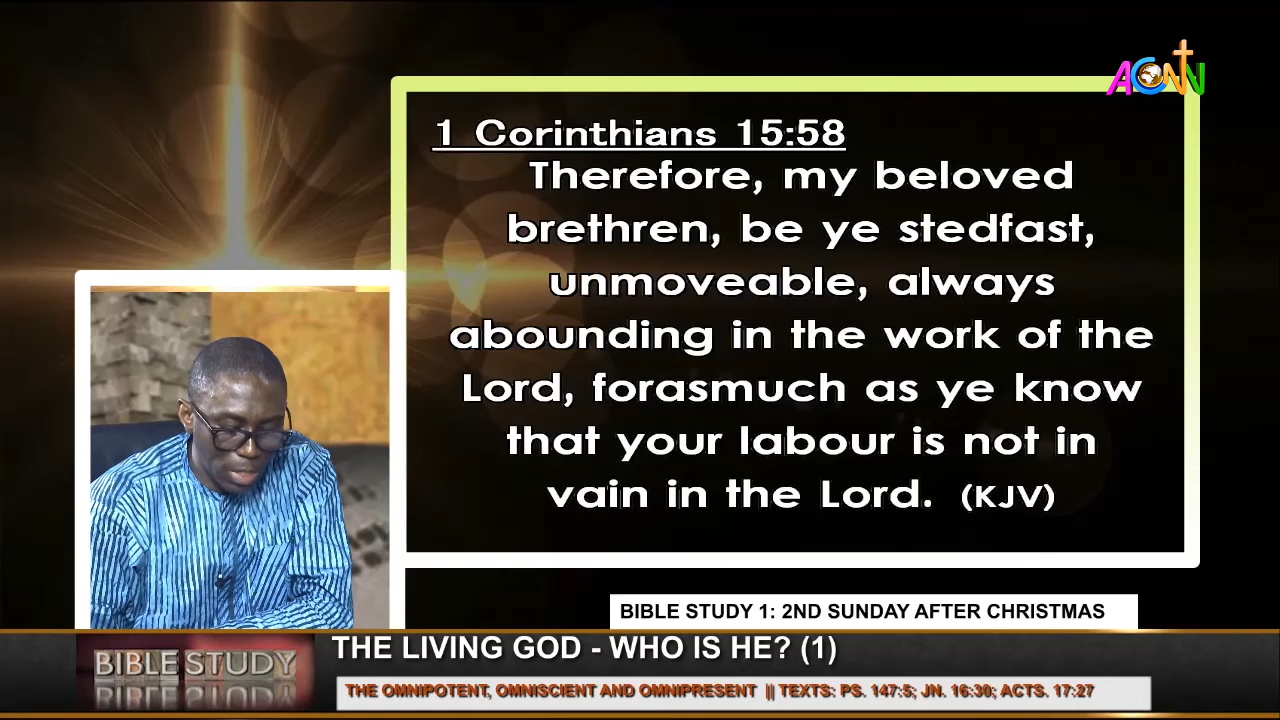 ACNN
1 Corinthians 15:58
Therefore, my beloved
brethren, be ye stedfast,
unmoveable, always
abounding in the work of the
Lord, forasmuch as ye know
that your labour is not in
vain in the Lord. (KJV)
BIBLE STUDY 1: 2ND SUNDAY AFTER CHRISTMAS
THE LIVING GOD - WHO IS HE? (1)
BIBLE STUDY
THE OMNIPOTENT, OMNISCIENT AND OMNIPRESENT || TEXTS: PS. 147:5; JN. 16:30; ACTS. 17:27